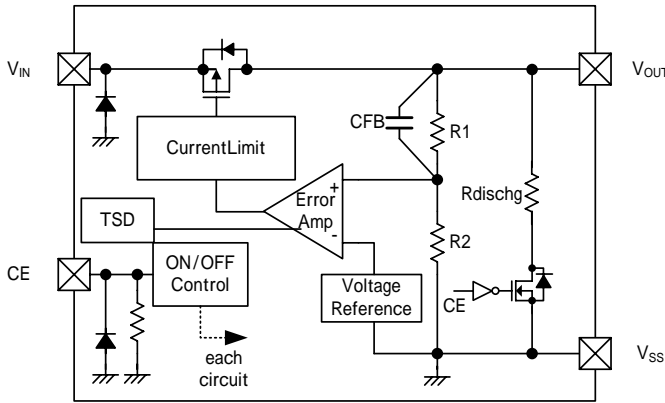 VIN
VOUT
CFB
R1
CurrentLimit
Rdischg
+
Error
Amp
-
TSD
R2
CE
ON/OFF
Control
Voltage
Reference
CE
each
circuit
VSS